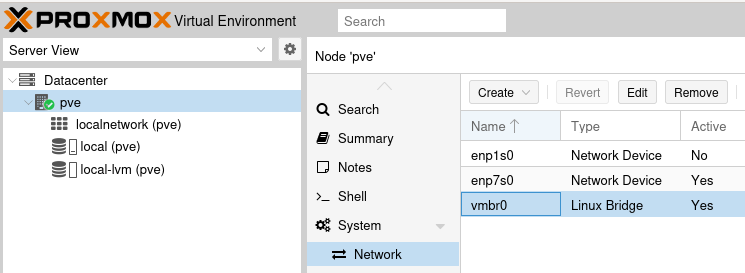 PROXMOX Virtual Environment Search
Server View
Datacenter
pve
localnetwork (pve)
local (pve)
local-lvm (pve)
Node 'pve'
Search
Summary
Notes
Shell
System
Network
Create Revert Edit Remove
Name Type Active
enp1s0 Network Device No
enp7s0 Network Device Yes
vmbr0 Linux Bridge Yes